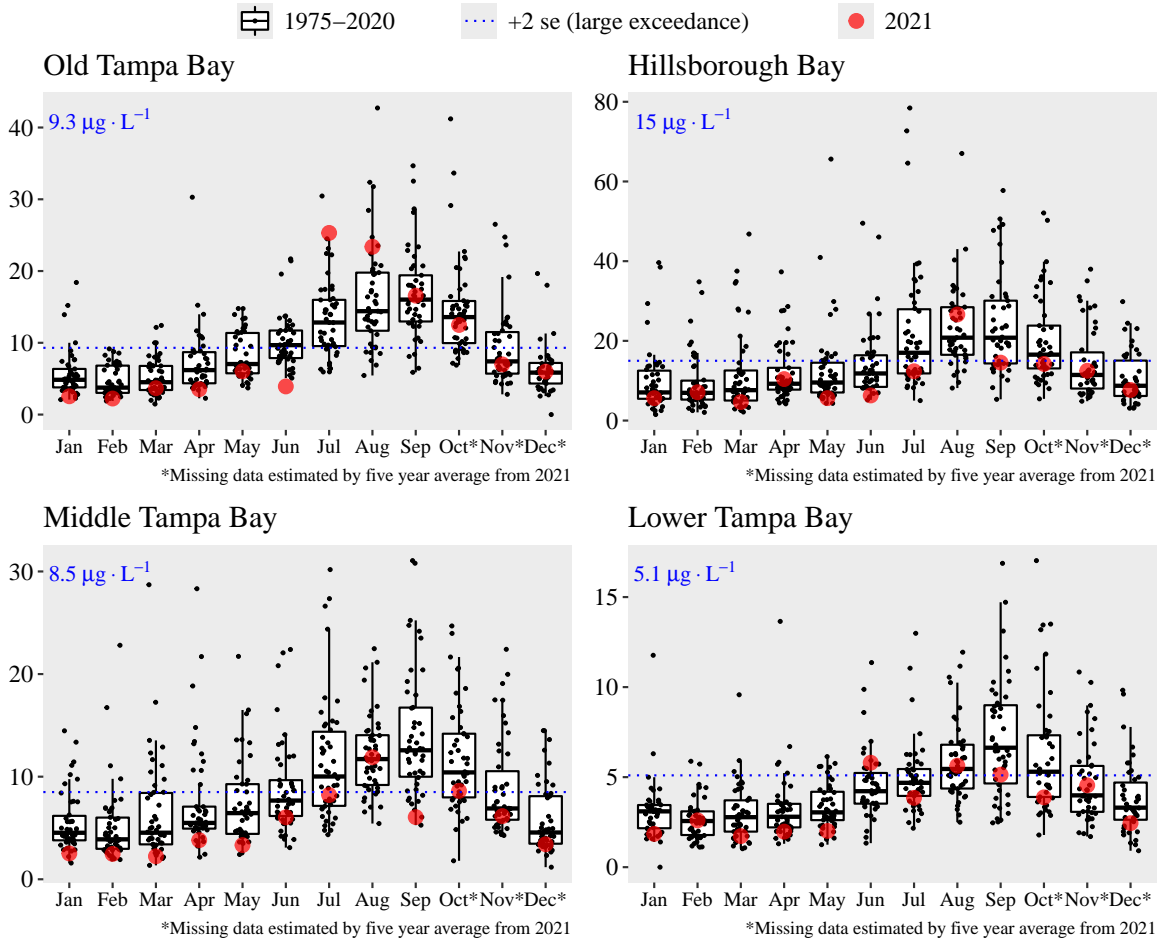 1975−2020 +2 se (large exceedance) 2021
Old Tampa Bay
9.3 μg · L−1
40
30
20
10
0
Jan Feb Mar Apr May Jun Jul Aug Sep Oct* Nov* Dec*
*Missing data estimated by five year average from 2021
Hillsborough Bay
15 μg · L−1
80
60
40
20
0
Jan Feb Mar Apr May Jun Jul Aug Sep Oct* Nov* Dec*
*Missing data estimated by five year average from 2021
Middle Tampa Bay
8.5 μg · L−1
30
20
10
0
Jan Feb Mar Apr May Jun Jul Aug Sep Oct* Nov* Dec*
*Missing data estimated by five year average from 2021
Lower Tampa Bay
5.1 μg · L−1
15
10
5
0
Jan Feb Mar Apr May Jun Jul Aug Sep Oct* Nov* Dec*
*Missing data estimated by five year average from 2021